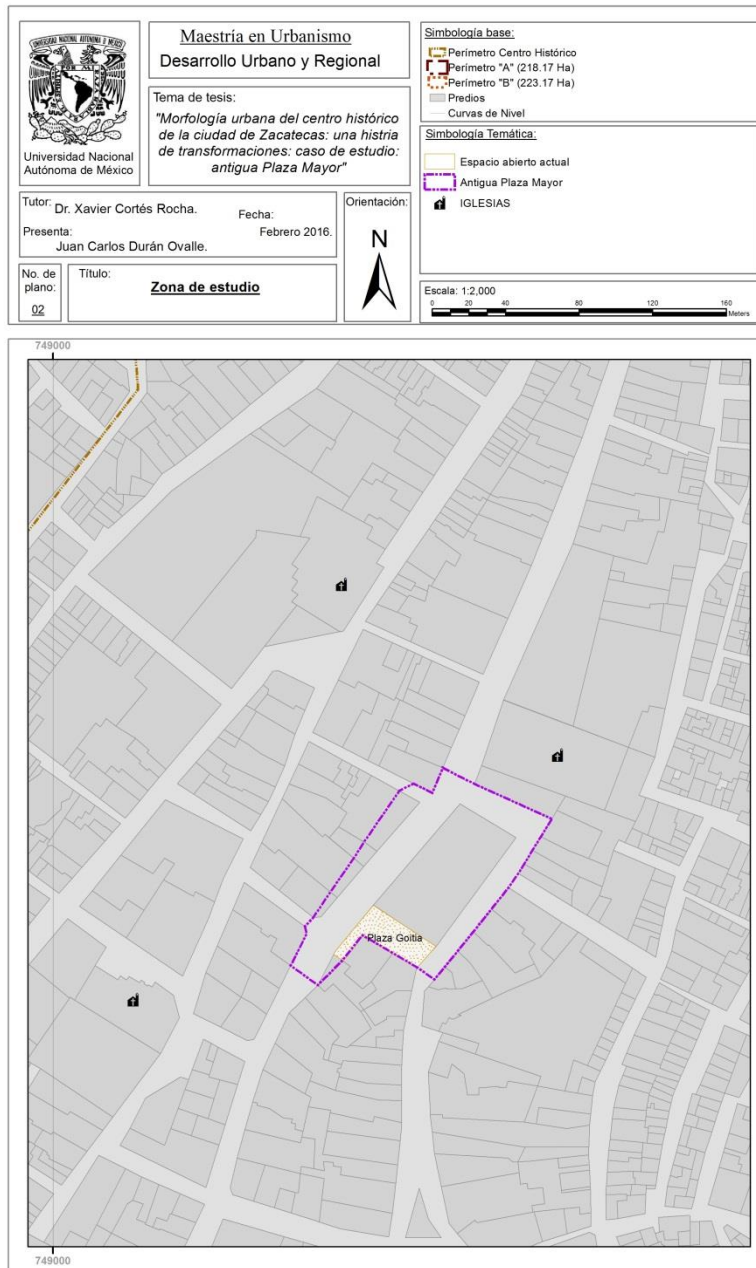 Universidad Nacional
Autónoma de México
Maestría en Urbanismo
Desarrollo Urbano y Regional
Tema de tesis:
"Morfología urbana del centro histórico
de la ciudad de Zacatecas: una histria
de transformaciones: caso de estudio:
antigua Plaza Mayor"
Tutor: Dr. Xavier Cortés Rocha.
Fecha:
Presenta:
Febrero 2016.
Juan Carlos Durán Ovalle.
Orientación:
N
No. de
plano:
02
Título:
Zona de estudio
Simbología base:
Perímetro Centro Histórico
Perímetro "A" (218.17 Ha)
Perímetro "B" (223.17 Ha)
Predios
Curvas de Nivel
Simbología Temática:
Espacio abierto actual
Antigua Plaza Mayor
IGLESIAS
Escala: 1:2,000
0 20 40 80 120 160
Meters
749000
Plaza Goitia
749000